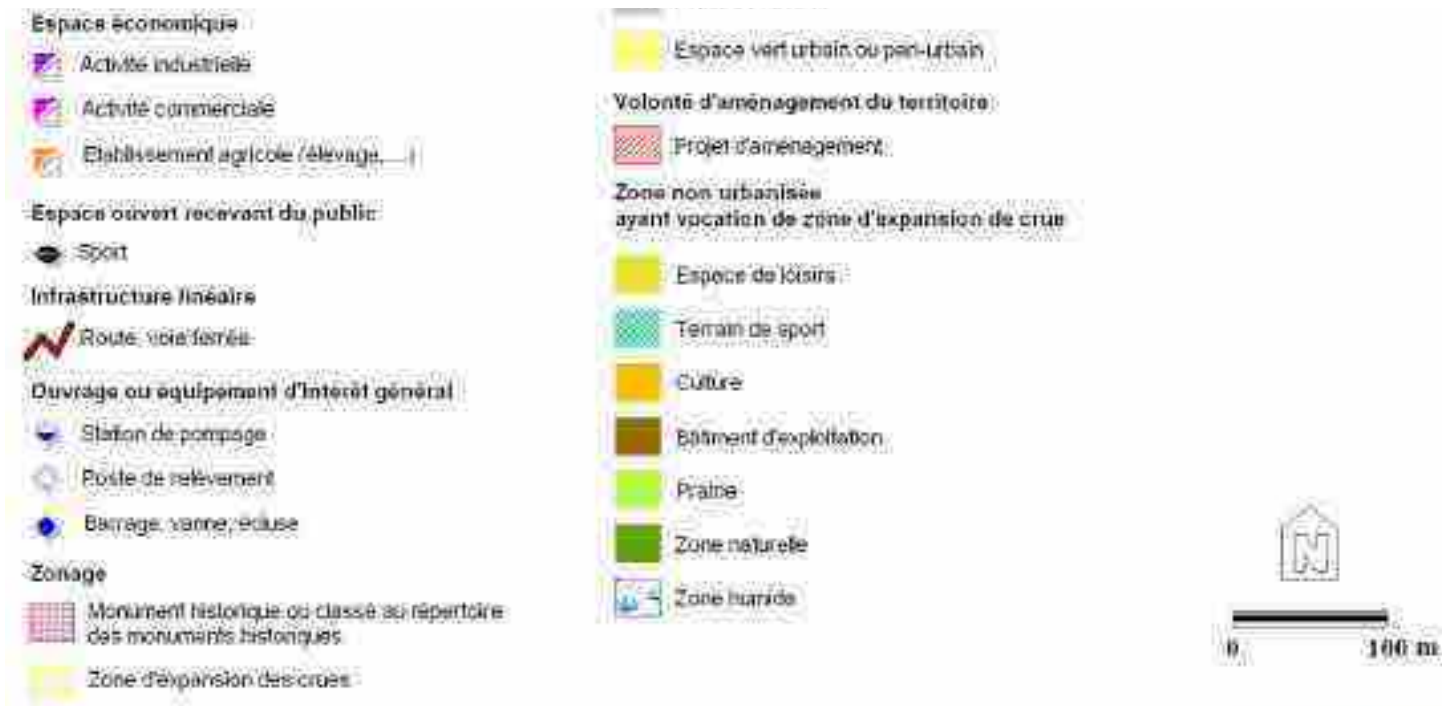 Espace économique
Activité industrielle
Activité commerciale
Etablissement agricole (élevage, ...)
Espace ouvert recevant du public
Sport
Infrastructure linéaire
Route, voie ferrée
Ouvrage ou équipement d'intérêt général
Station de pompage
Poste de relèvement
Barrage, vanne, écluse
Zonage
Monument historique ou classé au répertoire
des monuments historiques
Zone d'expansion des crues
Espace vert urbain ou peri-urbain
Volonté d'aménagement du territoire
Projet d'aménagement
Zone non urbanisée
ayant vocation de zone d'expansion de crue
Espace de loisirs
Terrain de sport
Culture
Bâtiment d'exploitation
Prairie
Zone naturelle
Zone humide
N
0 100 m